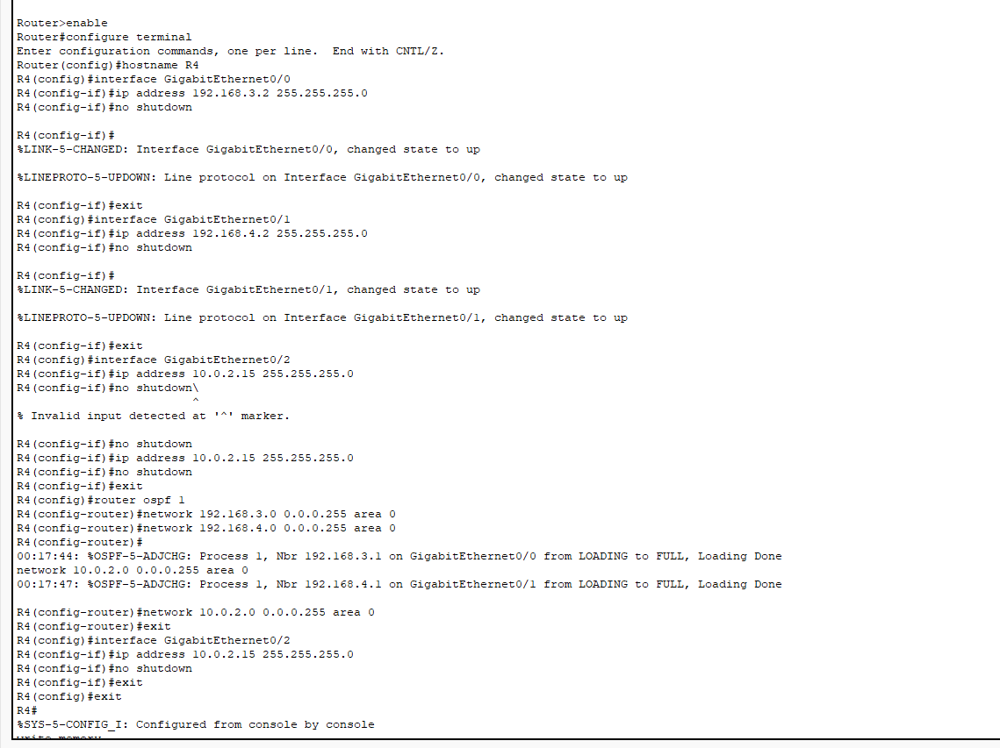 Router>enable
Router#configure terminal
Enter configuration commands, one per line.  End with CNTL/Z.
Router(config)#hostname R4
R4(config)#interface GigabitEthernet0/0
R4(config-if)#ip address 192.168.3.2 255.255.255.0
R4(config-if)#no shutdown
R4(config-if)#
%LINK-5-CHANGED: Interface GigabitEthernet0/0, changed state to up
%LINEPROTO-5-UPDOWN: Line protocol on Interface GigabitEthernet0/0, changed state to up
R4(config-if)#exit
R4(config)#interface GigabitEthernet0/1
R4(config-if)#ip address 192.168.4.2 255.255.255.0
R4(config-if)#no shutdown
R4(config-if)#
%LINK-5-CHANGED: Interface GigabitEthernet0/1, changed state to up
%LINEPROTO-5-UPDOWN: Line protocol on Interface GigabitEthernet0/1, changed state to up
R4(config-if)#exit
R4(config)#interface GigabitEthernet0/2
R4(config-if)#ip address 10.0.2.15 255.255.255.0
R4(config-if)#no shutdown\
^
% Invalid input detected at '^' marker.
R4(config-if)#no shutdown
R4(config-if)#ip address 10.0.2.15 255.255.255.0
R4(config-if)#no shutdown
R4(config-if)#exit
R4(config)#router ospf 1
R4(config-router)#network 192.168.3.0 0.0.0.255 area 0
R4(config-router)#network 192.168.4.0 0.0.0.255 area 0
R4(config-router)#
00:17:44: %OSPF-5-ADJCHG: Process 1, Nbr 192.168.3.1 on GigabitEthernet0/0 from LOADING to FULL, Loading Done
network 10.0.2.0 0.0.0.255 area 0
00:17:47: %OSPF-5-ADJCHG: Process 1, Nbr 192.168.4.1 on GigabitEthernet0/1 from LOADING to FULL, Loading Done
R4(config-router)#network 10.0.2.0 0.0.0.255 area 0
R4(config-router)#exit
R4(config)#interface GigabitEthernet0/2
R4(config-if)#ip address 10.0.2.15 255.255.255.0
R4(config-if)#no shutdown
R4(config-if)#exit
R4(config)#exit
R4#
%SYS-5-CONFIG_I: Configured from console by console
write memory